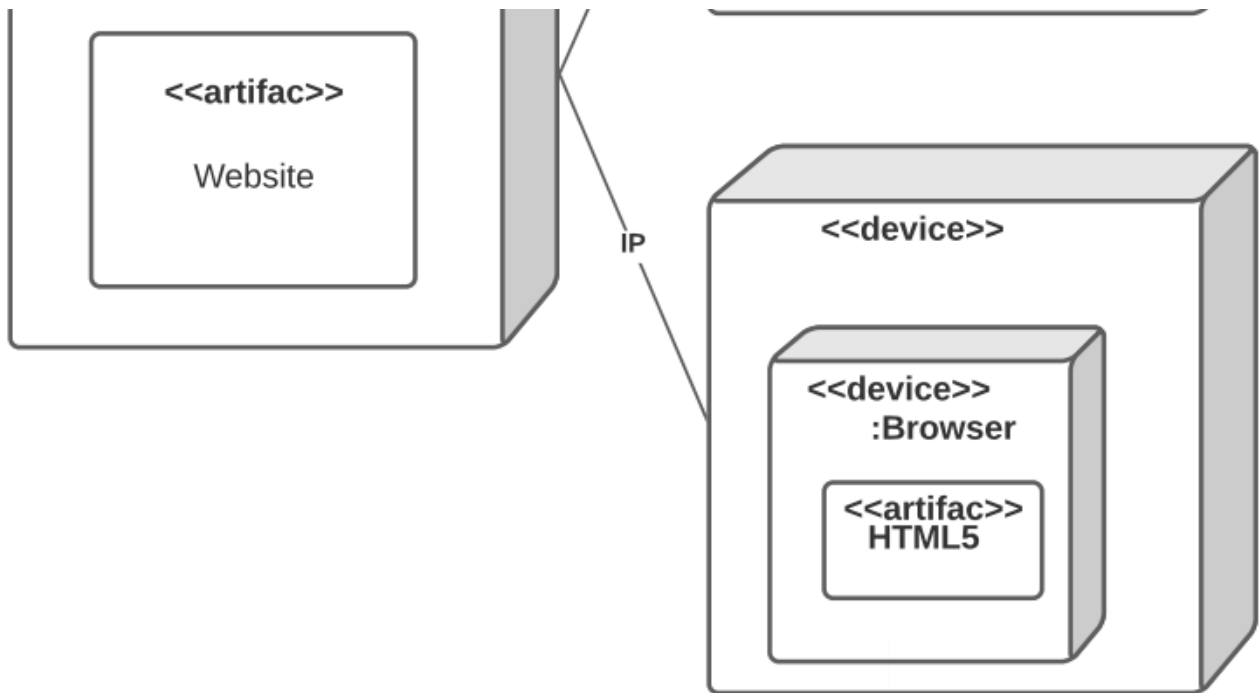 <<artifac>>
Website
IP
<<device>>
<<device>>
:Browser
<<artifac>>
HTML5